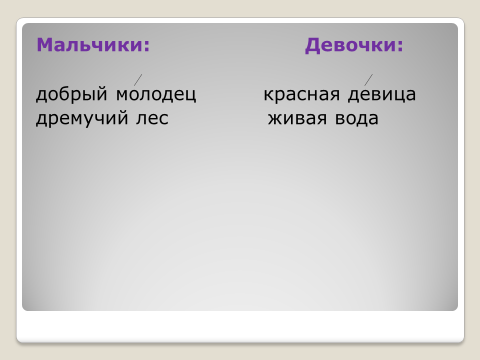 Мальчики: Девочки:
добрый молодец красная девица
дремучий лес живая вода